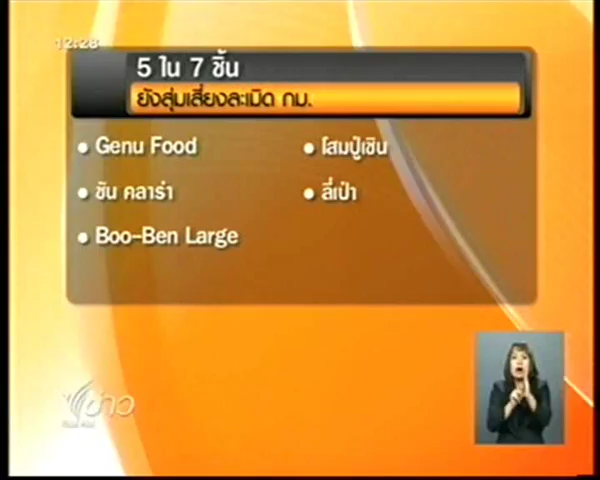 12:28
5 ใน 7 ชิ้น
ยังสุ่มเสี่ยงละเมิด กม.
• Genu Food
• โสมปู่เชิน
• ซัน คลาร่า
• ลี่เป๋า
• Boo-Ben Large
ข่าว